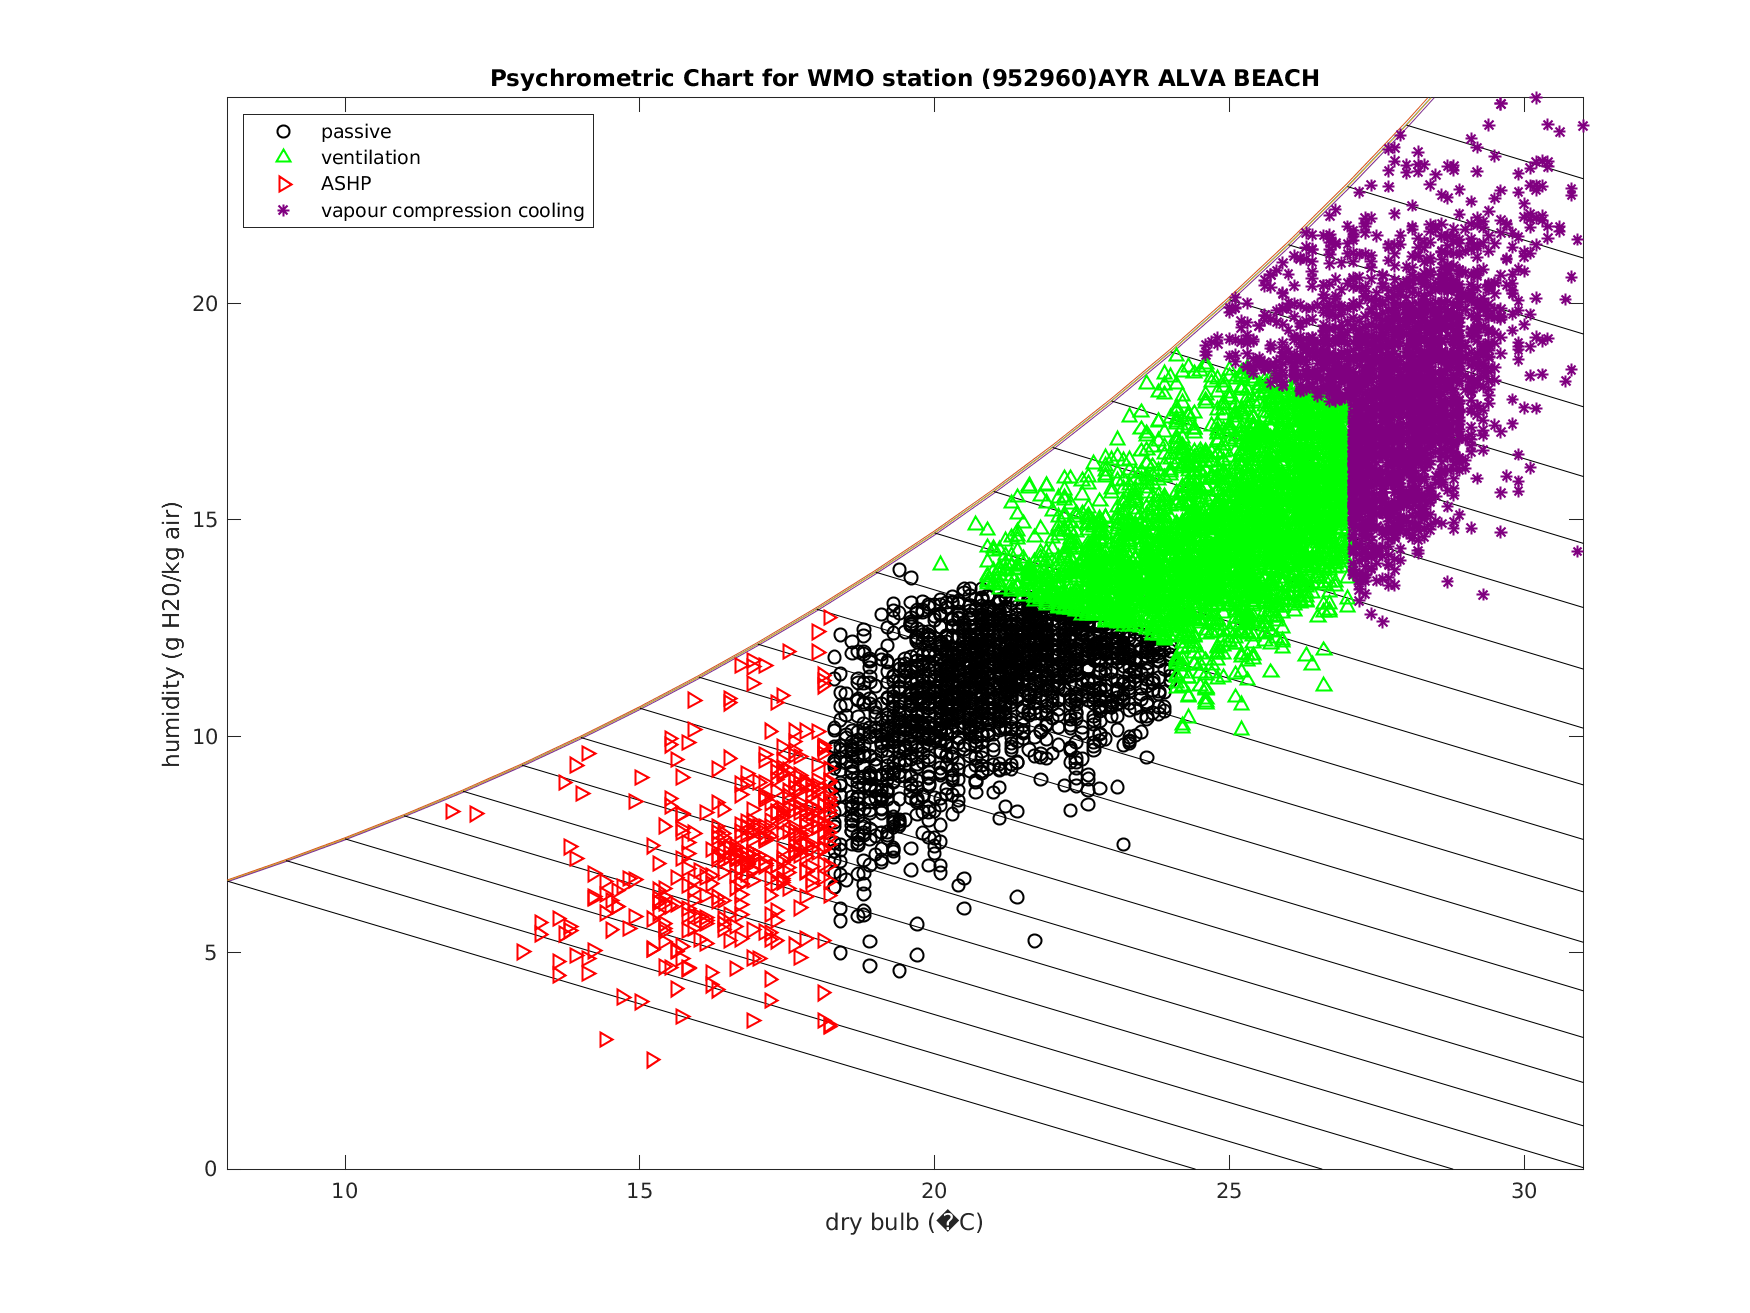 Psychrometric Chart for WMO station (952960)AYR ALVA BEACH
passive
ventilation
ASHP
vapour compression cooling
humidity (g H20/kg air)
20
15
10
5
0
10
15
20
25
30
dry bulb (�C)